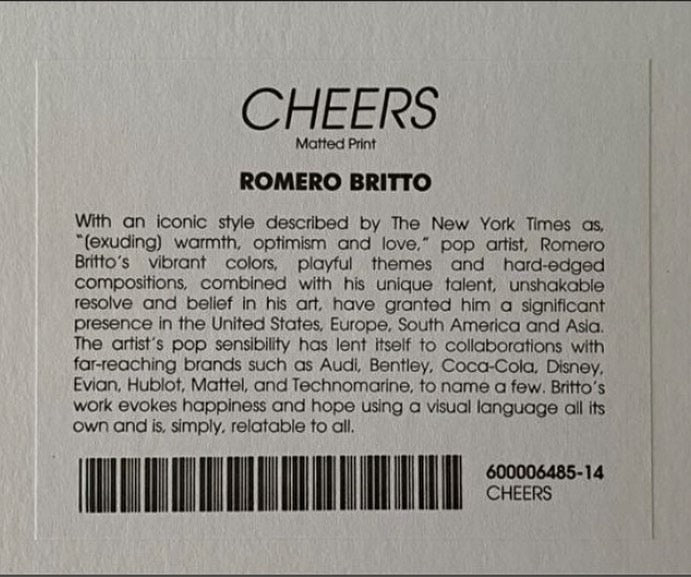 CHEERS
Matted Print
ROMERO BRITTO
With an iconic style described by The New York Times as,
"(exuding) warmth, optimism and love," pop artist, Romero
Britto's vibrant colors, playful themes and hard-edged
compositions, combined with his unique talent, unshakable
resolve and belief in his art, have granted him a significant
presence in the United States, Europe, South America and Asia.
The artist's pop sensibility has lent itself to collaborations with
far-reaching brands such as Audi, Bentley, Coca-Cola, Disney,
Evian, Hublot, Mattel, and Technomarine, to name a few. Britto's
work evokes happiness and hope using a visual language all its
own and is, simply, relatable to all.
600006485-14
CHEERS